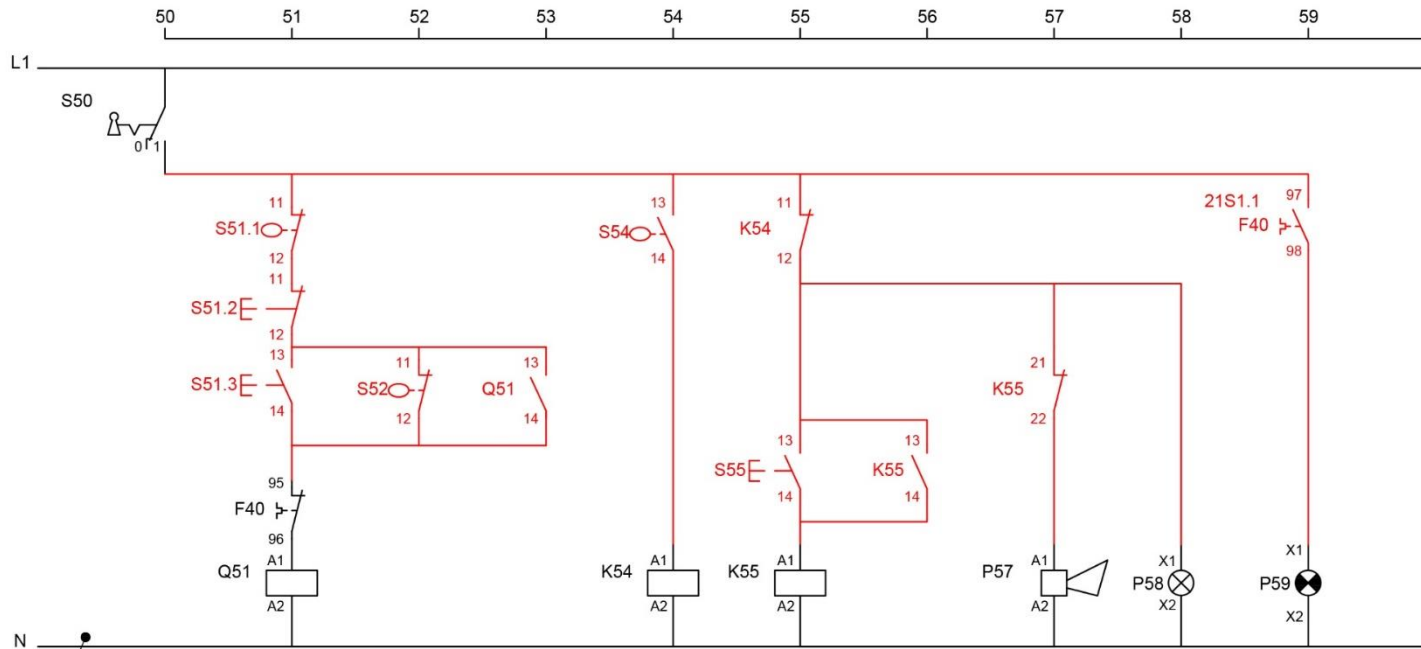 50 51 52 53 54 55 56 57 58 59
L1
S50
0 1
11 13 11 21S1.1 97
S51.1 S54 K54 F40
12 14 12 98
11
S51.2
12
13 11 13 21
S51.3 S52 Q51 K55
14 12 14 22
13 13
S55 K55
14 14
95
F40
96
A1 A1 A1 A1 X1 X1
Q51 K54 K55 P57 P58 P59
A2 A2 A2 A2 X2 X2
N